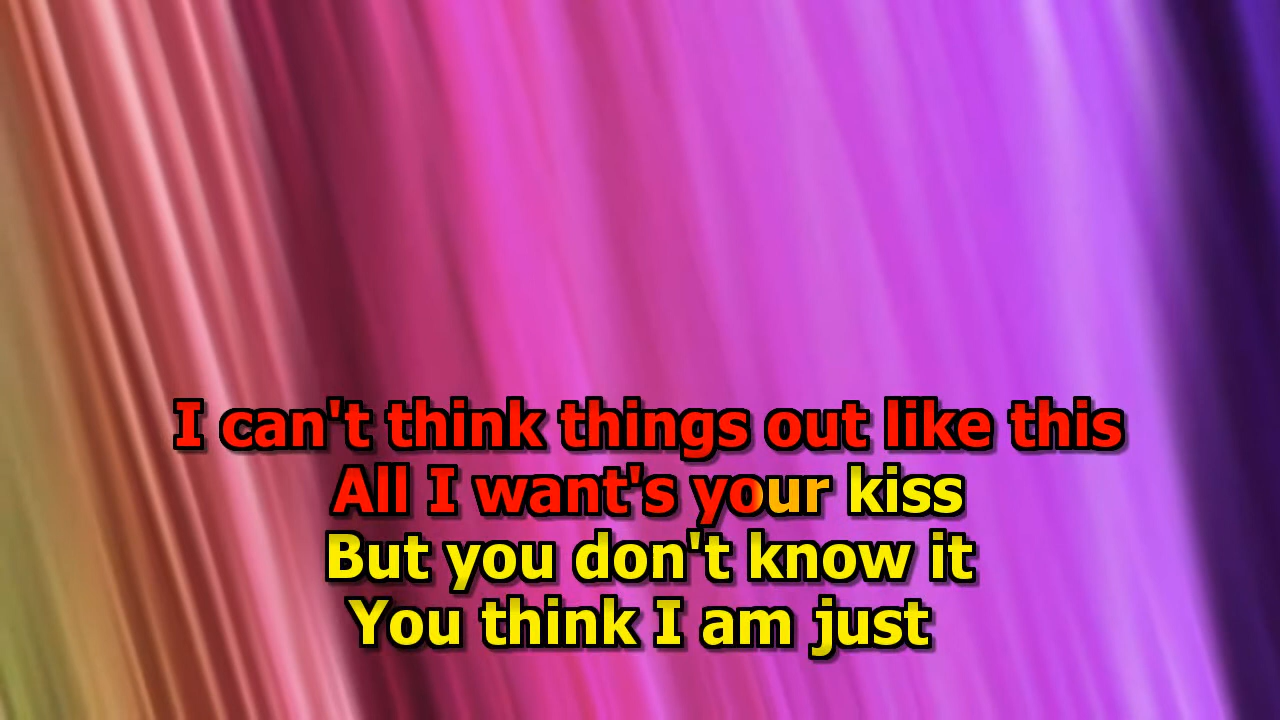 I can't think things out like this
All I want's your kiss
But you don't know it
You think I am just